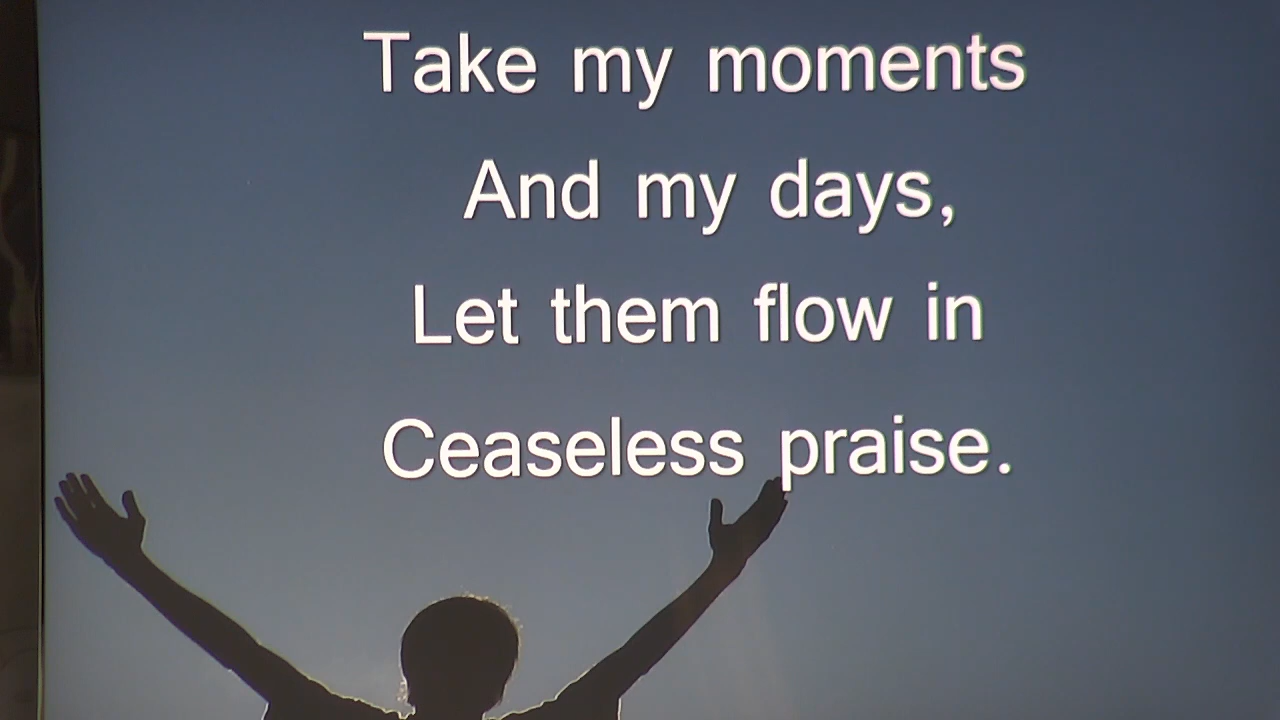 Take my moments
And my days,
Let them flow in
Ceaseless praise.